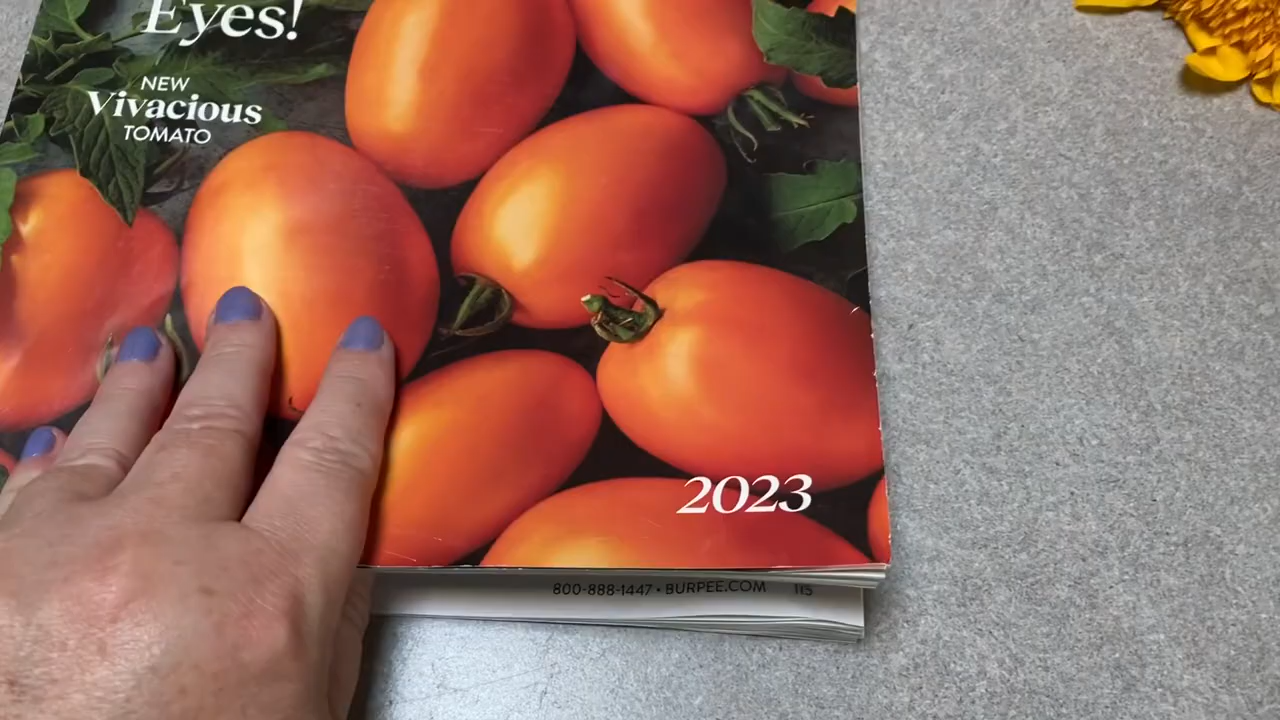 Eyes!
NEW
Vivacious
TOMATO
2023
800-888-1447 • BURPEE.COM 115